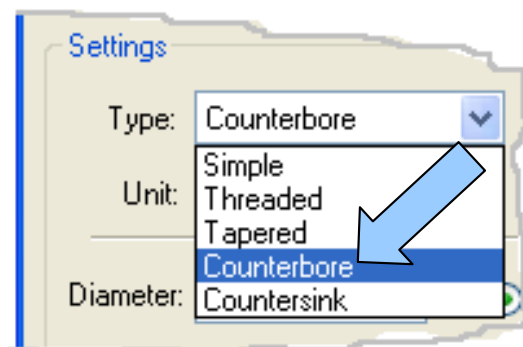 Settings
Type: Counterbore
Simple
Unit: Threaded
Tapered
Counterbore
Diameter: Countersink